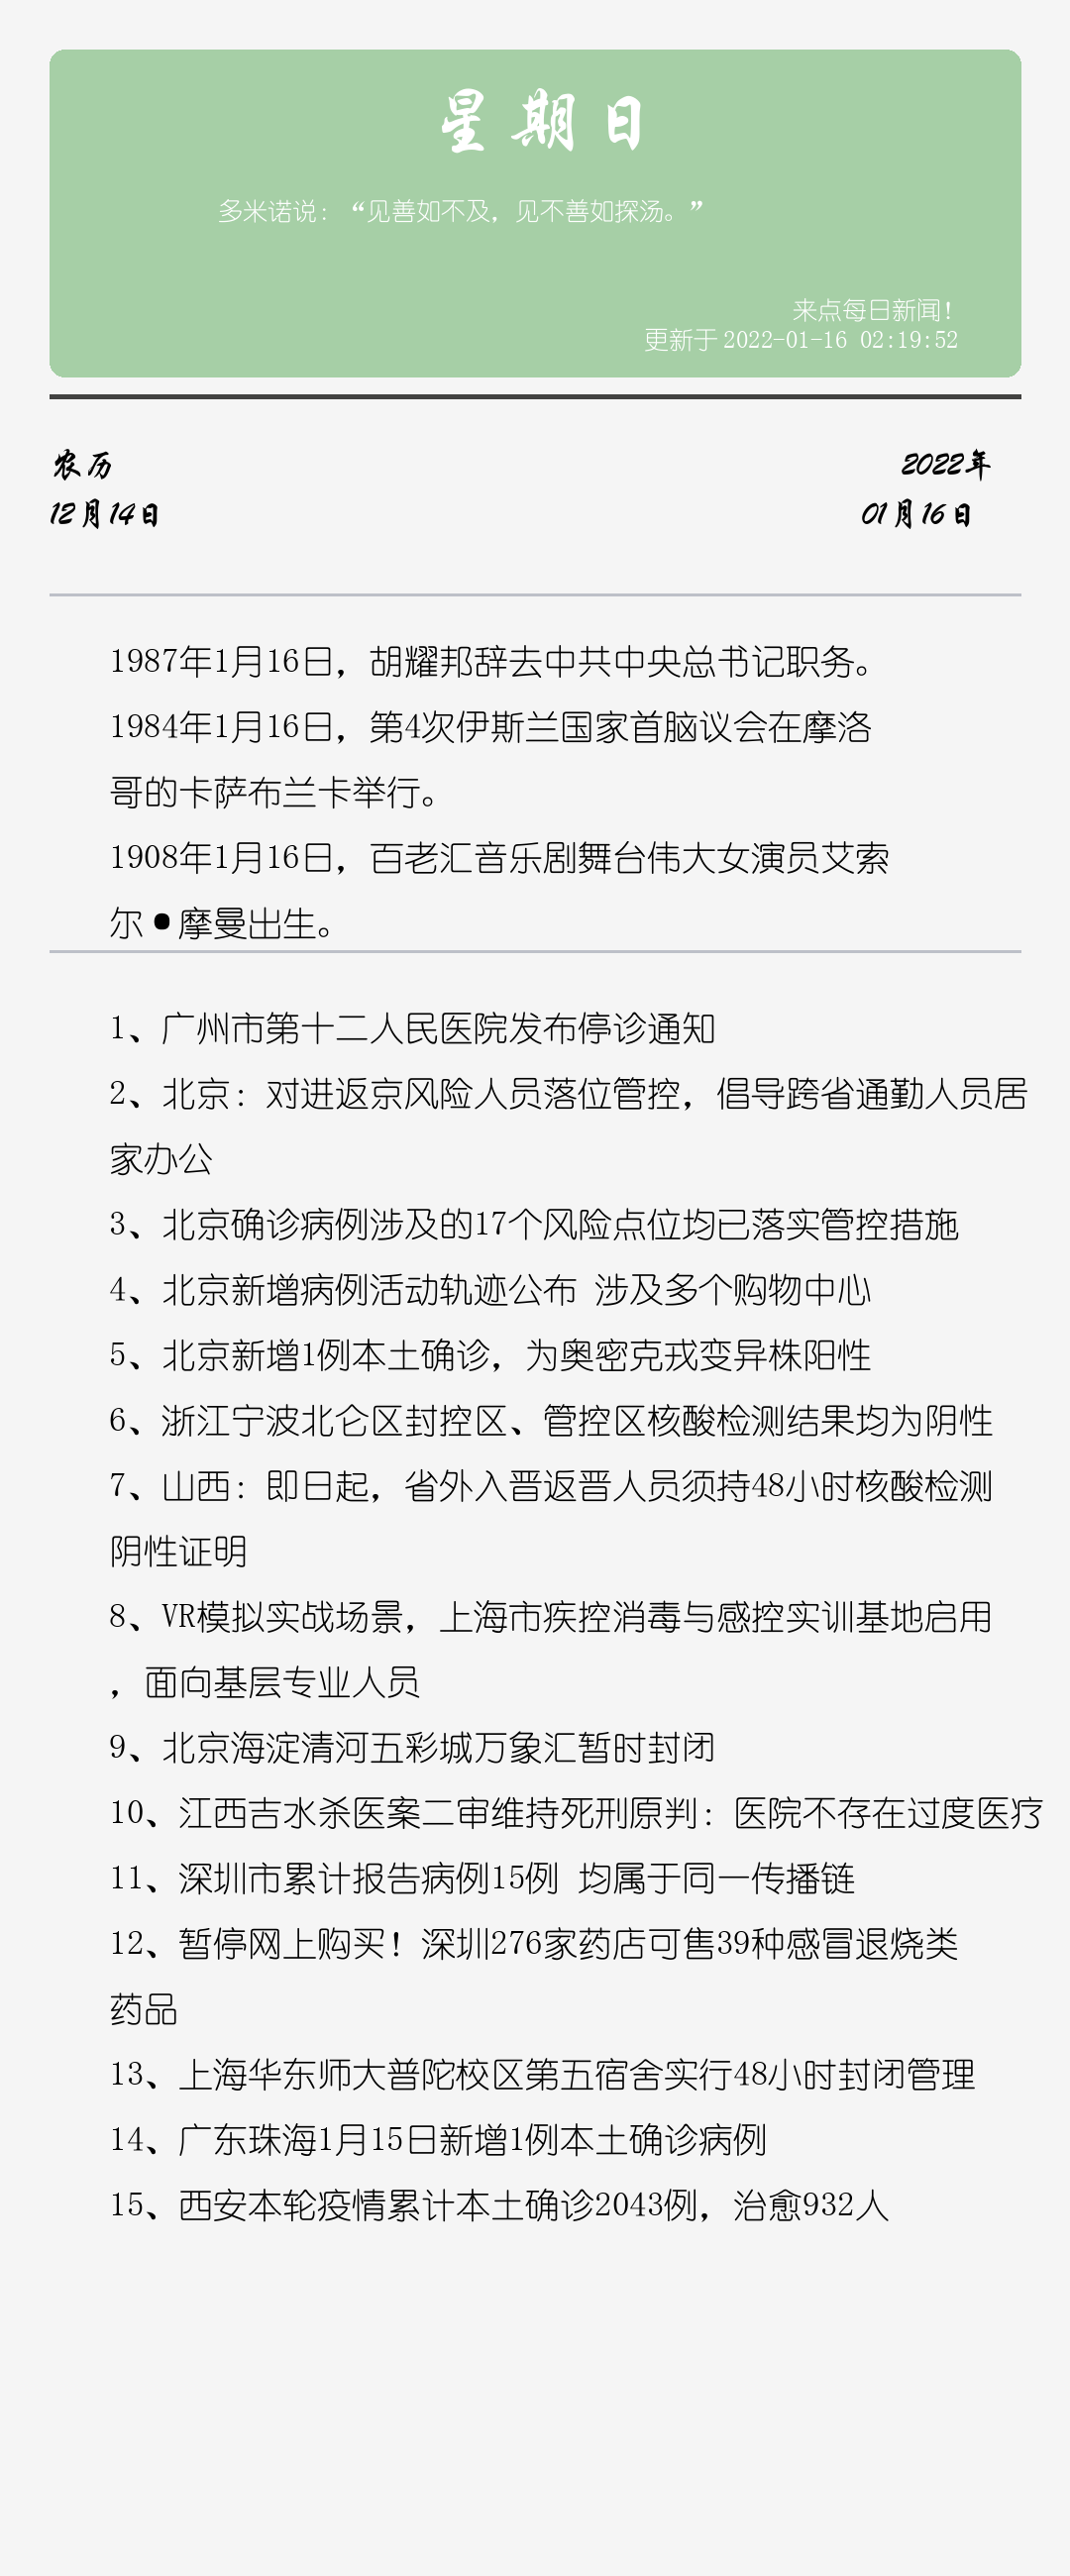 星期日
多米诺说：“见善如不及，见不善如探汤。”
来点每日新闻！
更新于2022-01-16 02:19:52
农历
2022年
12月14日
01月16日
1987年1月16日，胡耀邦辞去中共中央总书记职务。
1984年1月16日，第4次伊斯兰国家首脑议会在摩洛
哥的卡萨布兰卡举行。
1908年1月16日，百老汇音乐剧舞台伟大女演员艾索
尔•摩曼出生。
1、广州市第十二人民医院发布停诊通知
2、北京：对进返京风险人员落位管控，倡导跨省通勤人员居
家办公
3、北京确诊病例涉及的17个风险点位均已落实管控措施
4、北京新增病例活动轨迹公布 涉及多个购物中心
5、北京新增1例本土确诊，为奥密克戎变异株阳性
6、浙江宁波北仑区封控区、管控区核酸检测结果均为阴性
7、山西：即日起，省外入晋返晋人员须持48小时核酸检测
阴性证明
8、VR模拟实战场景，上海市疾控消毒与感控实训基地启用
，面向基层专业人员
9、北京海淀清河五彩城万象汇暂时封闭
10、江西吉水杀医案二审维持死刑原判：医院不存在过度医疗
11、深圳市累计报告病例15例 均属于同一传播链
12、暂停网上购买！深圳276家药店可售39种感冒退烧类
药品
13、上海华东师大普陀校区第五宿舍实行48小时封闭管理
14、广东珠海1月15日新增1例本土确诊病例
15、西安本轮疫情累计本土确诊2043例，治愈932人